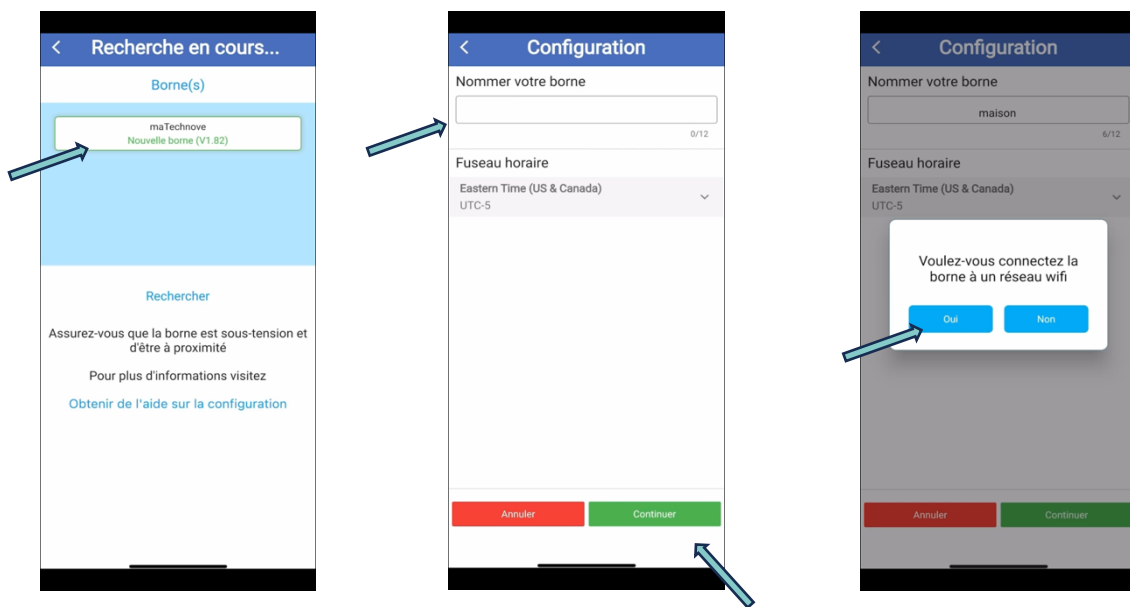 Recherche en cours...
Borne(s)
maTechnove
Nouvelle borne (V1.82)
Rechercher
Assurez-vous que la borne est sous-tension et
d'être à proximité
Pour plus d'informations visitez
Obtenir de l'aide sur la configuration
Configuration
Nommer votre borne
0/12
Fuseau horaire
Eastern Time (US & Canada)
UTC-5
Annuler
Continuer
Configuration
Nommer votre borne
maison
6/12
Fuseau horaire
Eastern Time (US & Canada)
UTC-5
Voulez-vous connectez la
borne à un réseau wifi
Oui
Non
Annuler
Continuer